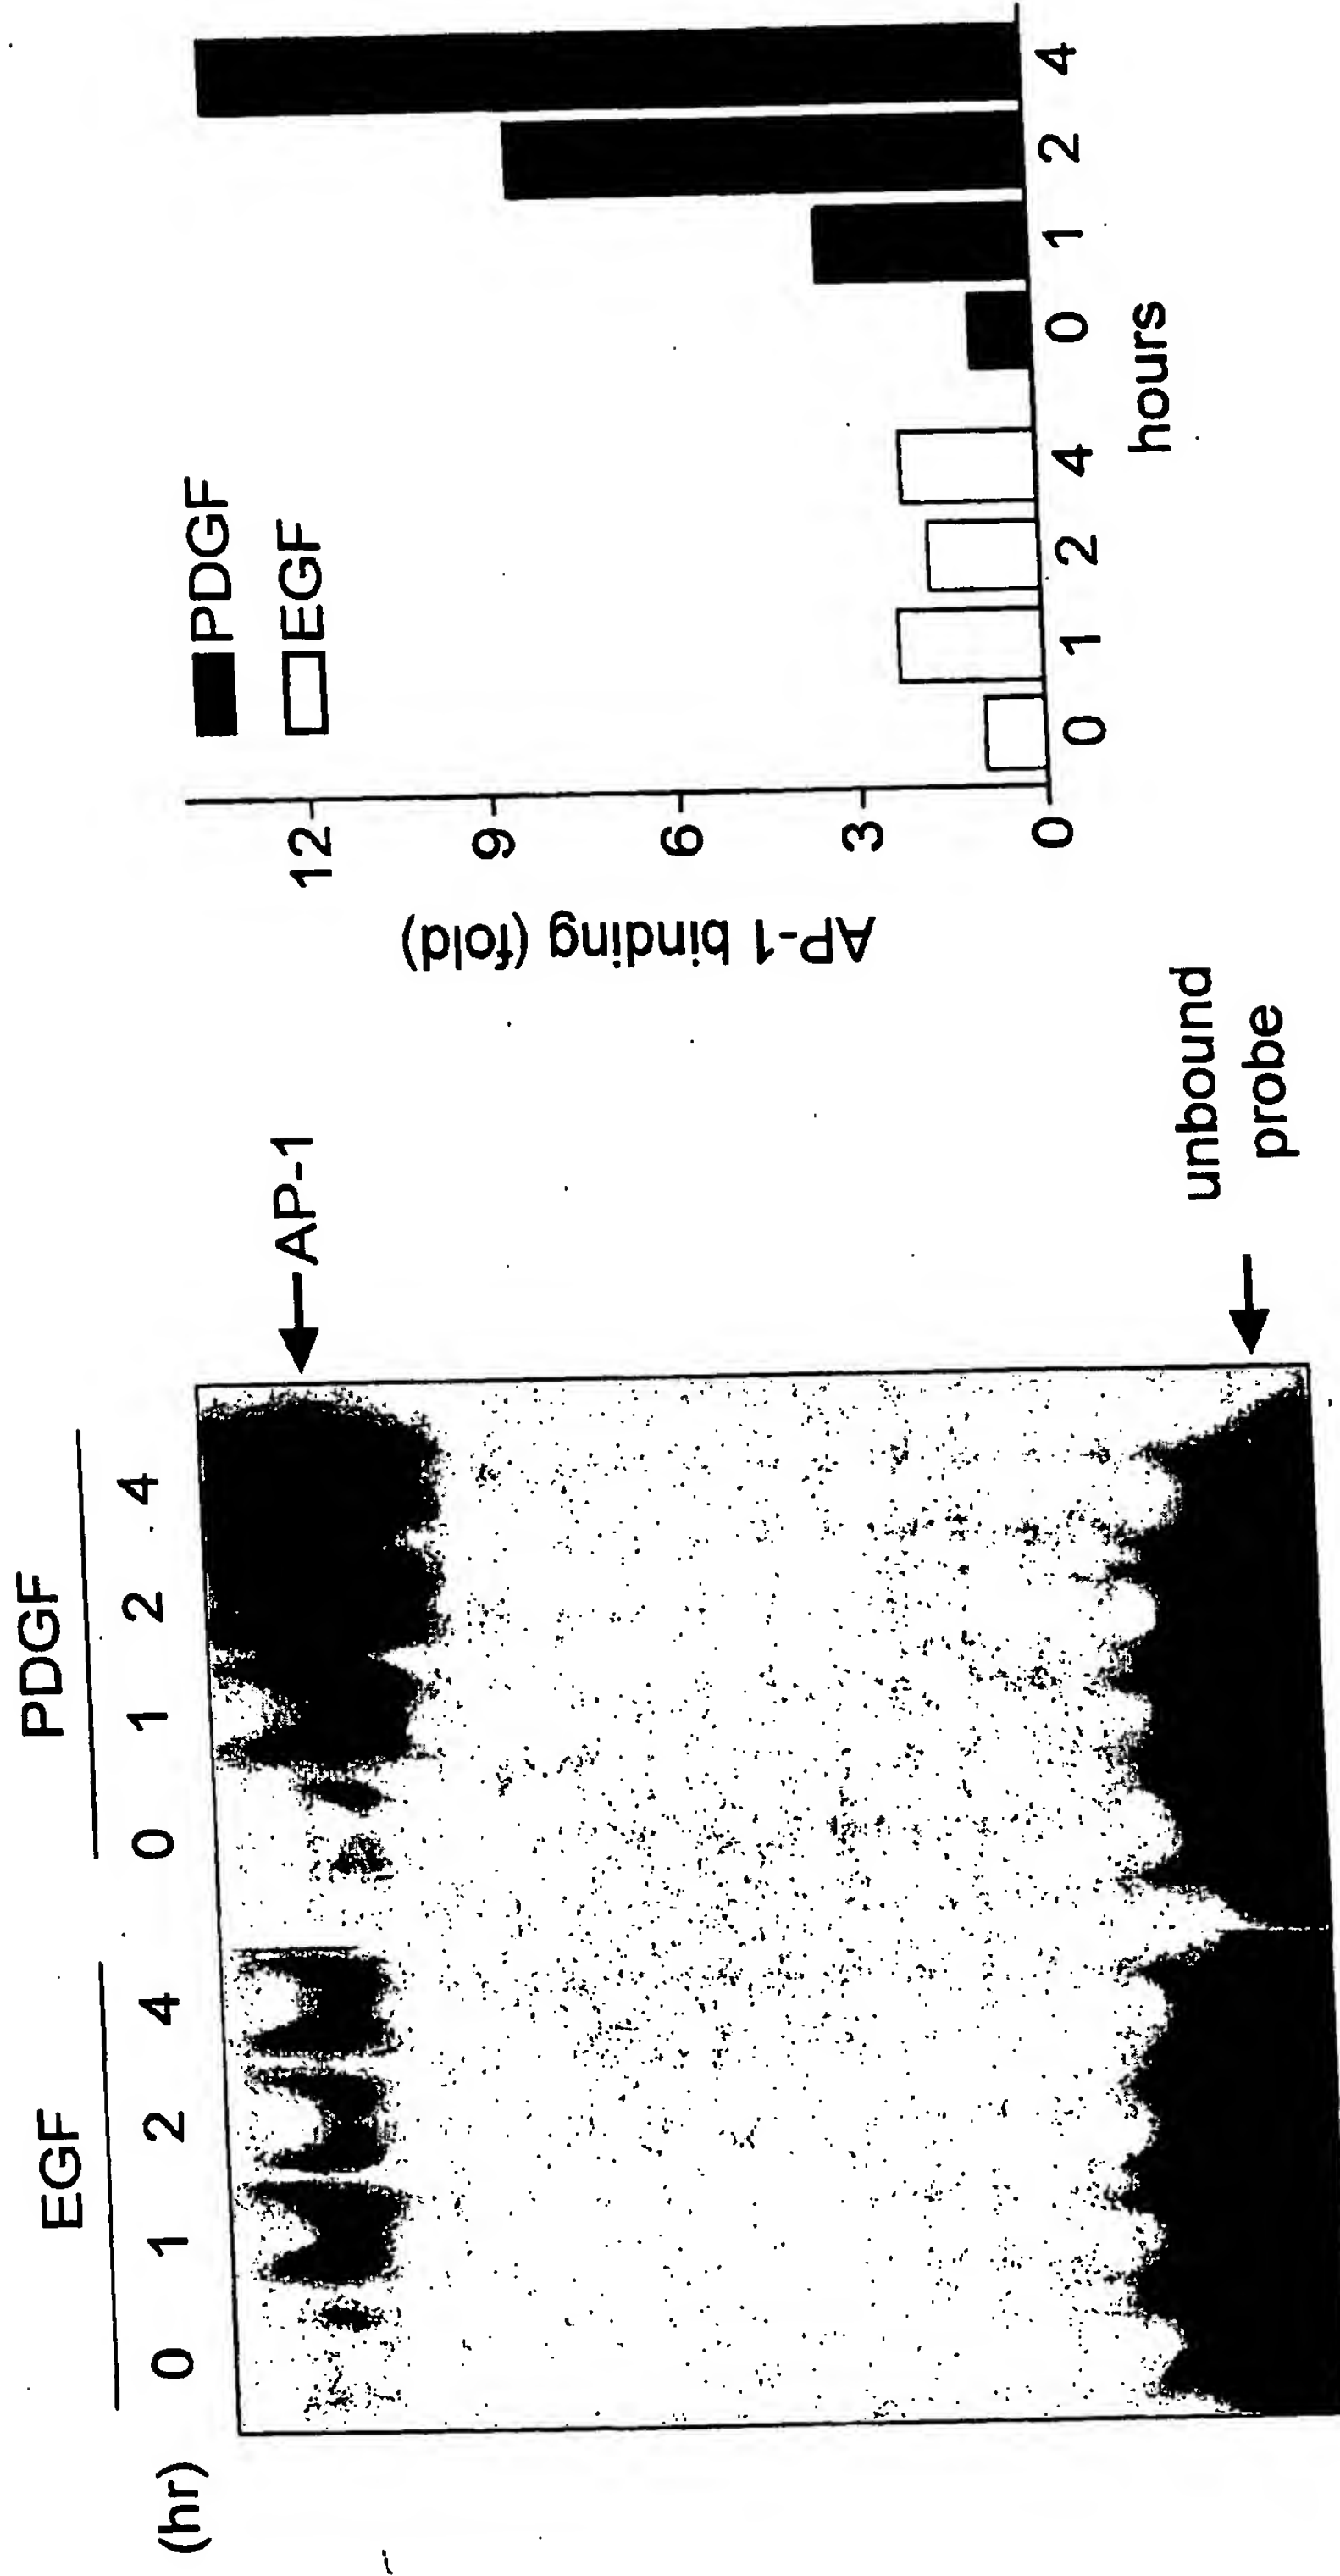 EGF PDGF
(hr) 0 1 2 4 0 1 2 4
AP-1
unbound
probe
AP-1 binding (fold)
12
9
6
3
0
PDGF
EGF
0 1 2 4 0 1 2 4
hours